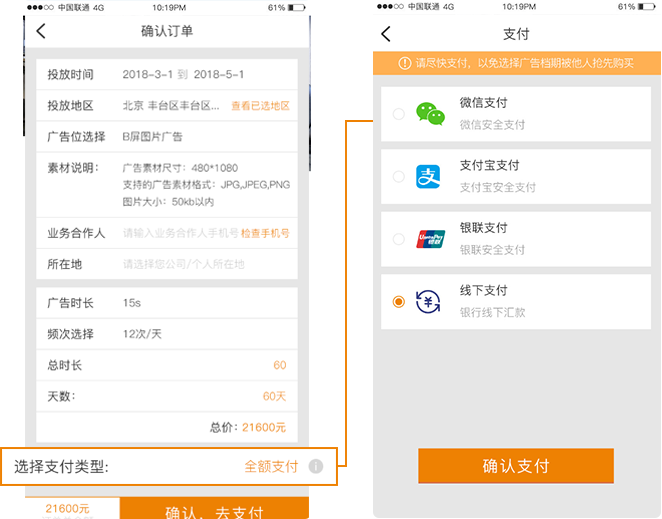 中国联通 4G 10:19PM 61%
确认订单
投放时间 2018-3-1 到 2018-5-1
投放地区 北京 丰台区丰台区... 查看已选地区
广告位选择 B屏图片广告
素材说明: 广告素材尺寸: 480*1080
支持的广告素材格式: JPG,JPEG,PNG
图片大小: 50kb以内
业务合作人 请输入业务合作人手机号 检查手机号
所在地 请选择您公司/个人所在地
广告时长 15s
频次选择 12次/天
总时长 60
天数: 60天
总价: 21600元
选择支付类型: 全额支付
21600元
确认、去支付
中国联通 4G 10:19PM 61%
支付
请尽快支付，以免选择广告档期被他人抢先购买
微信支付
微信安全支付
支付宝支付
支付宝安全支付
UnionPay
银联
银联支付
银联安全支付
线下支付
银行线下汇款
确认支付